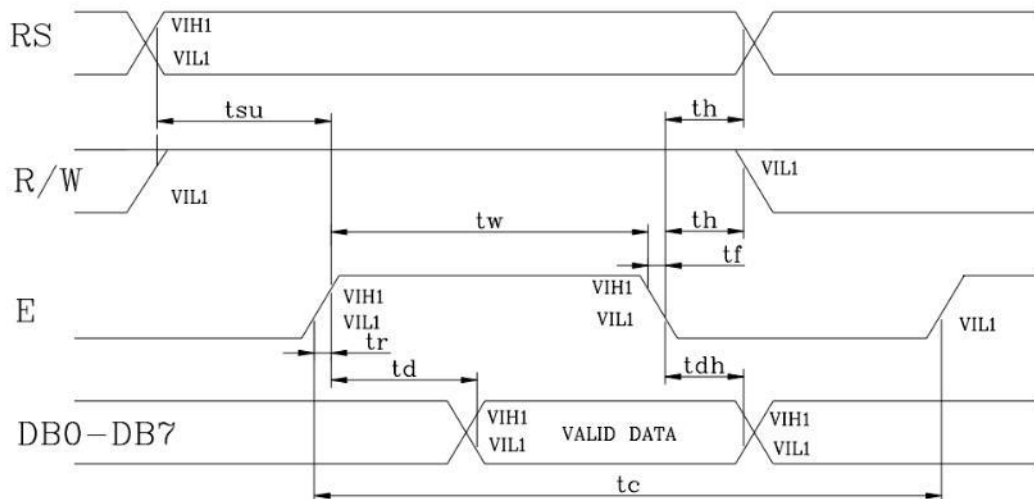 RS
VIH1
VIL1
tsu
th
R/W
VIL1
VIL1
tw
th
tf
E
VIH1
VIL1
VIH1
VIL1
VIL1
tr
td
tdh
DB0-DB7
VIH1
VIL1
VALID DATA
VIH1
VIL1
tc